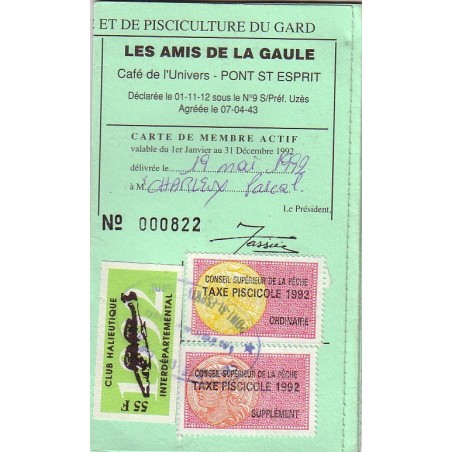 E ET DE PISCICULTURE DU GARD
LES AMIS DE LA GAULE
Café de l'Univers - PONT ST ESPRIT
Déclarée le 01-11-12 sous le N°9 S/Préf. Uzès
Agréée le 07-04-43
CARTE DE MEMBRE ACTIF
valable du 1er Janvier au 31 Décembre 1992
délivrée le 19 mai 1992
à M. CHARLEUX Pascal
Le Président,
Nº 000822
CLUB HALIEUTIQUE
1992
INTERDÉPARTEMENTAL
55 F
CONSEIL SUPÉRIEUR DE LA PÊCHE
TAXE PISCICOLE 1992
ORDINAIRE
CONSEIL SUPÉRIEUR DE LA PÊCHE
TAXE PISCICOLE 1992
SUPPLÉMENT